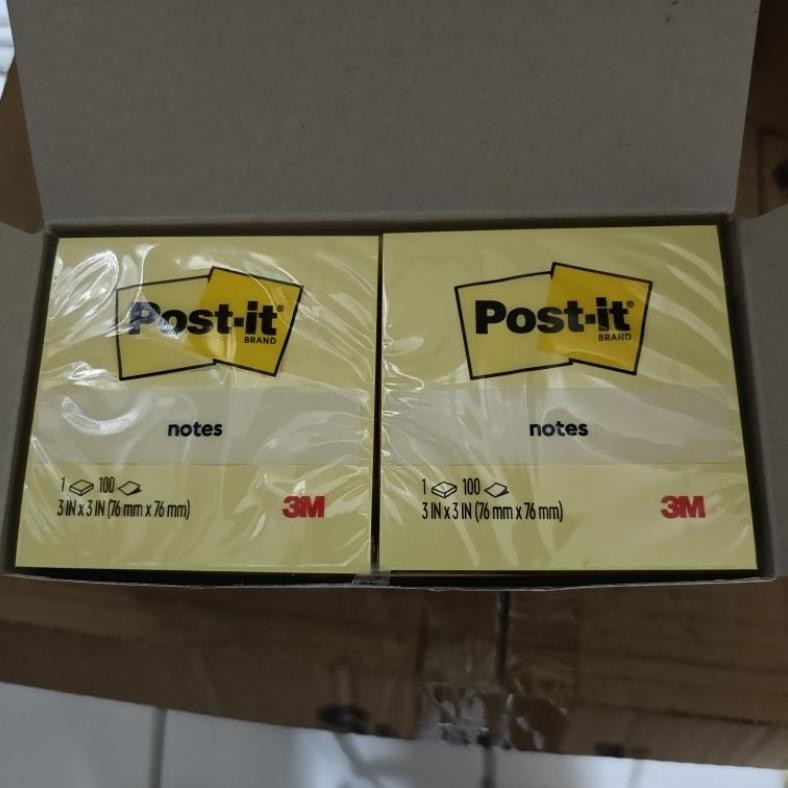 Post-it®
BRAND
notes
1 100
3 IN x 3 IN (76 mm x 76 mm)
3M
Post-it®
BRAND
notes
1 100
3 IN x 3 IN (76 mm x 76 mm)
3M